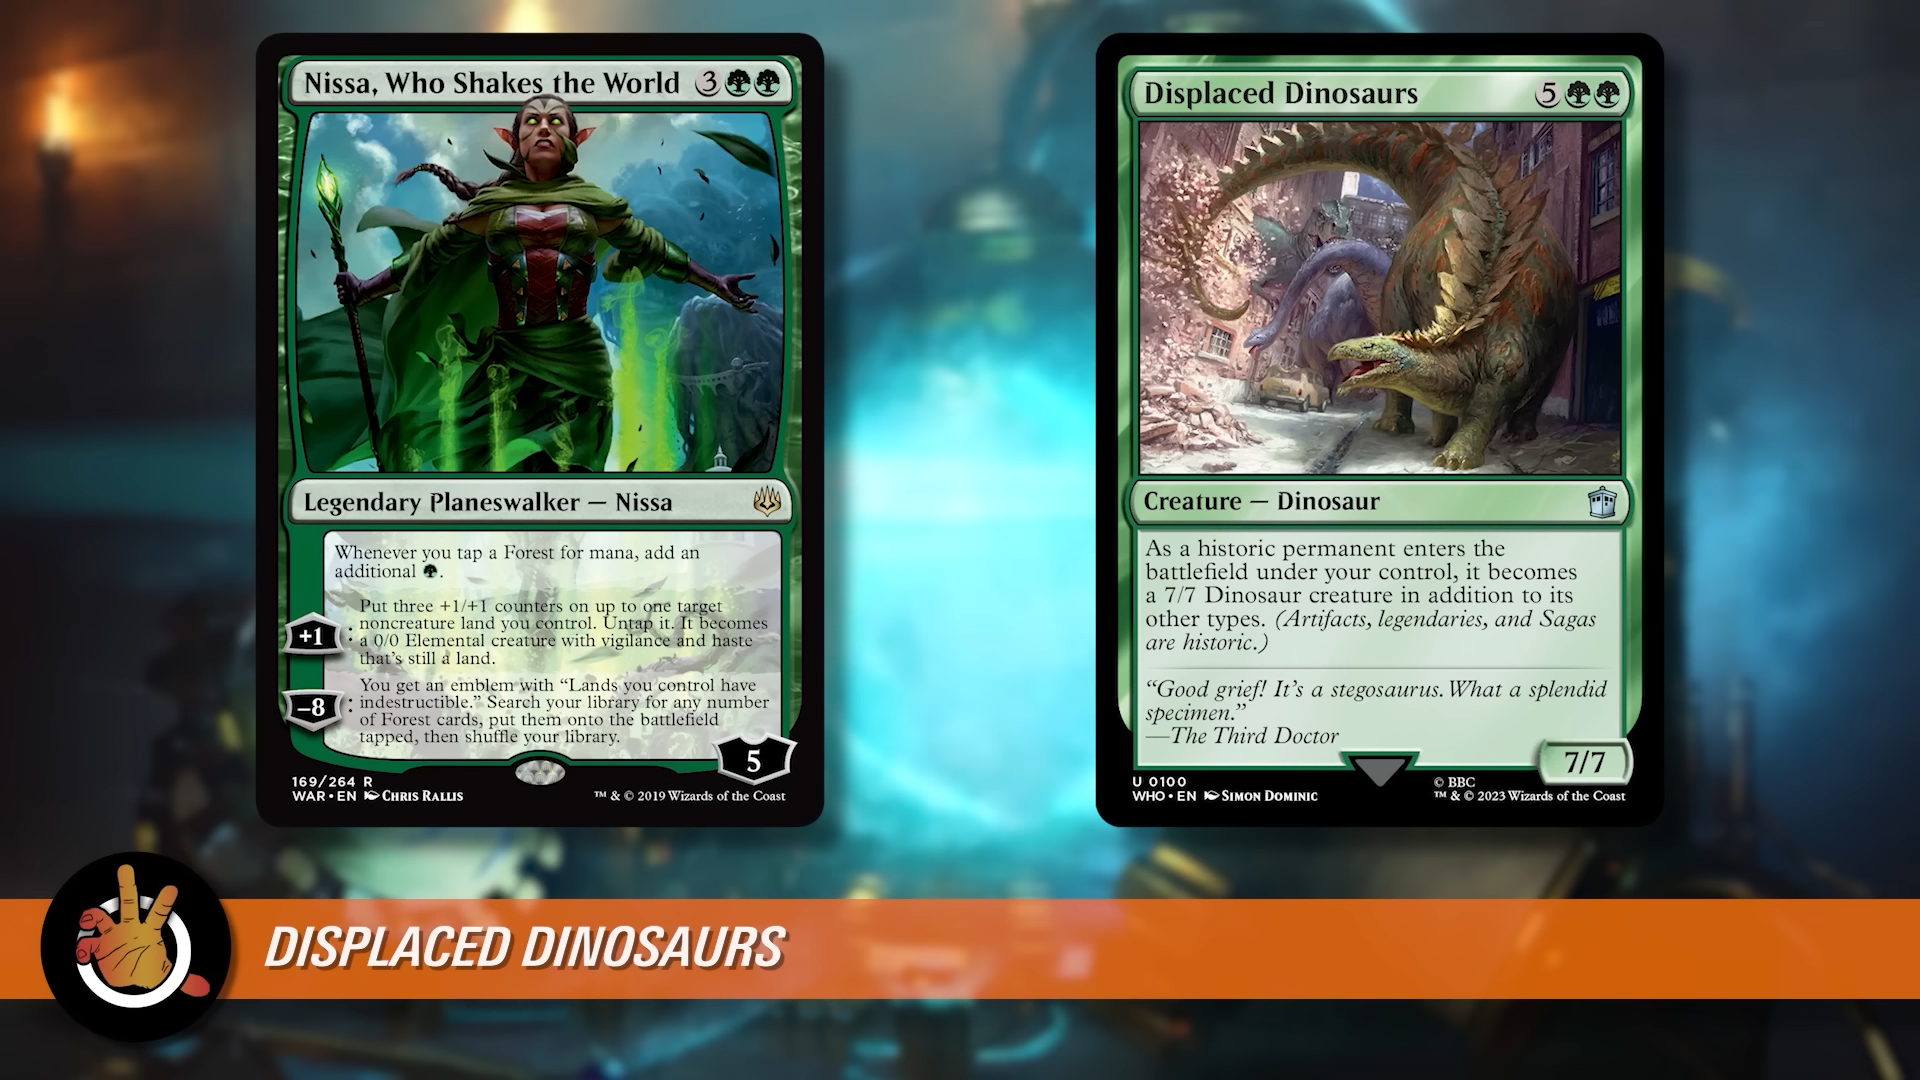 Nissa, Who Shakes the World 3
Legendary Planeswalker — Nissa
Whenever you tap a Forest for mana, add an
additional .
Put three +1/+1 counters on up to one target
noncreature land you control. Untap it. It becomes
+1 : a 0/0 Elemental creature with vigilance and haste
that's still a land.
You get an emblem with “Lands you control have
-8 : indestructible.” Search your library for any number
of Forest cards, put them onto the battlefield
tapped, then shuffle your library.
5
169/264 R
WAR • EN Chris Rallis
™ & © 2019 Wizards of the Coast
Displaced Dinosaurs 5
Creature — Dinosaur
As a historic permanent enters the
battlefield under your control, it becomes
a 7/7 Dinosaur creature in addition to its
other types. (Artifacts, legendaries, and Sagas
are historic.)
“Good grief! It's a stegosaurus. What a splendid
specimen.”
—The Third Doctor
7/7
U 0100
WHO • EN Simon Dominic
© BBC
™ & © 2023 Wizards of the Coast
DISPLACED DINOSAURS